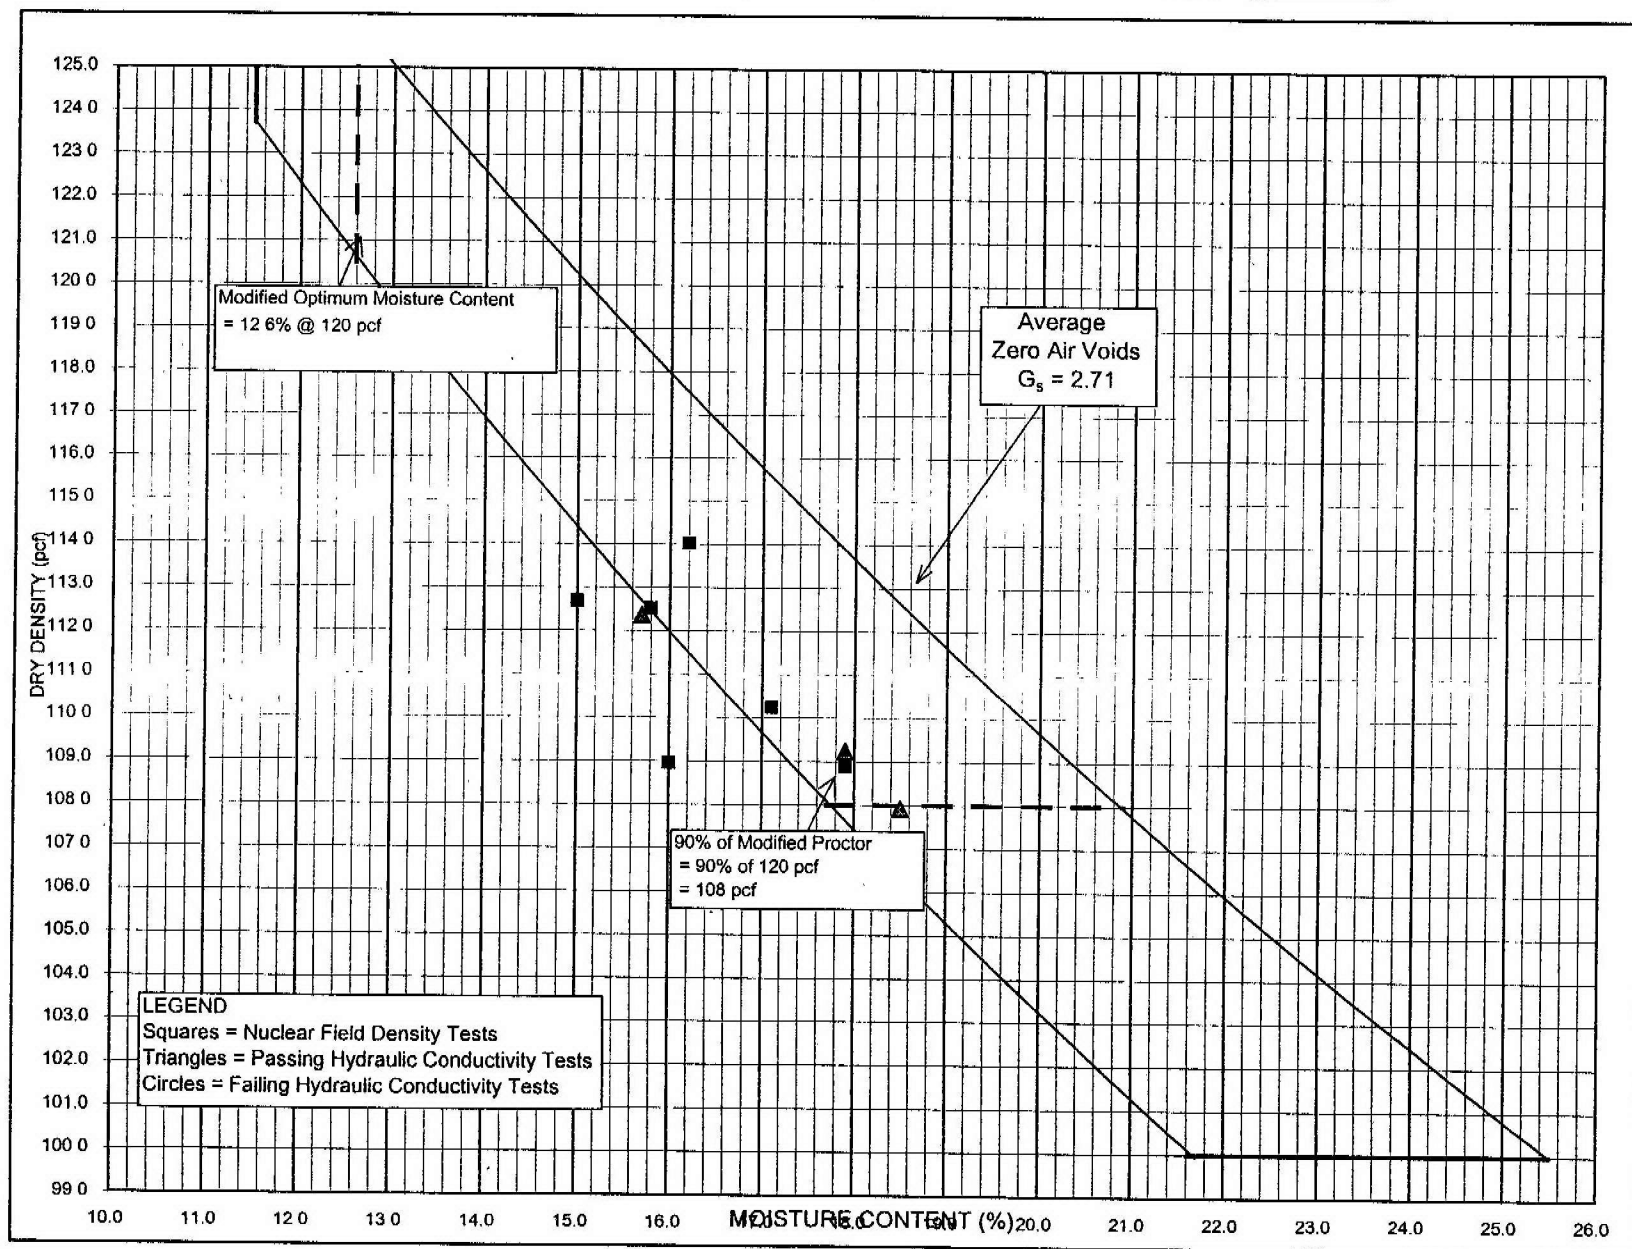 125.0
124 0
123 0
122.0
121.0
120 0
119 0
118.0
117 0
116.0
115 0
114 0
113.0
112 0
111 0
110 0
109.0
108 0
107 0
106.0
105.0
104.0
103.0
102.0
101.0
100 0
99 0
DRY DENSITY (pcf)
Modified Optimum Moisture Content
= 12 6% @ 120 pcf
Average
Zero Air Voids
Gs = 2.71
90% of Modified Proctor
= 90% of 120 pcf
= 108 pcf
LEGEND
Squares = Nuclear Field Density Tests
Triangles = Passing Hydraulic Conductivity Tests
Circles = Failing Hydraulic Conductivity Tests
10.0 11.0 12 0 13.0 14.0 15.0 16.0 17.0 18.0 19.0 20.0 21.0 22.0 23.0 24.0 25.0 26.0
MOISTURE CONTENT (%)